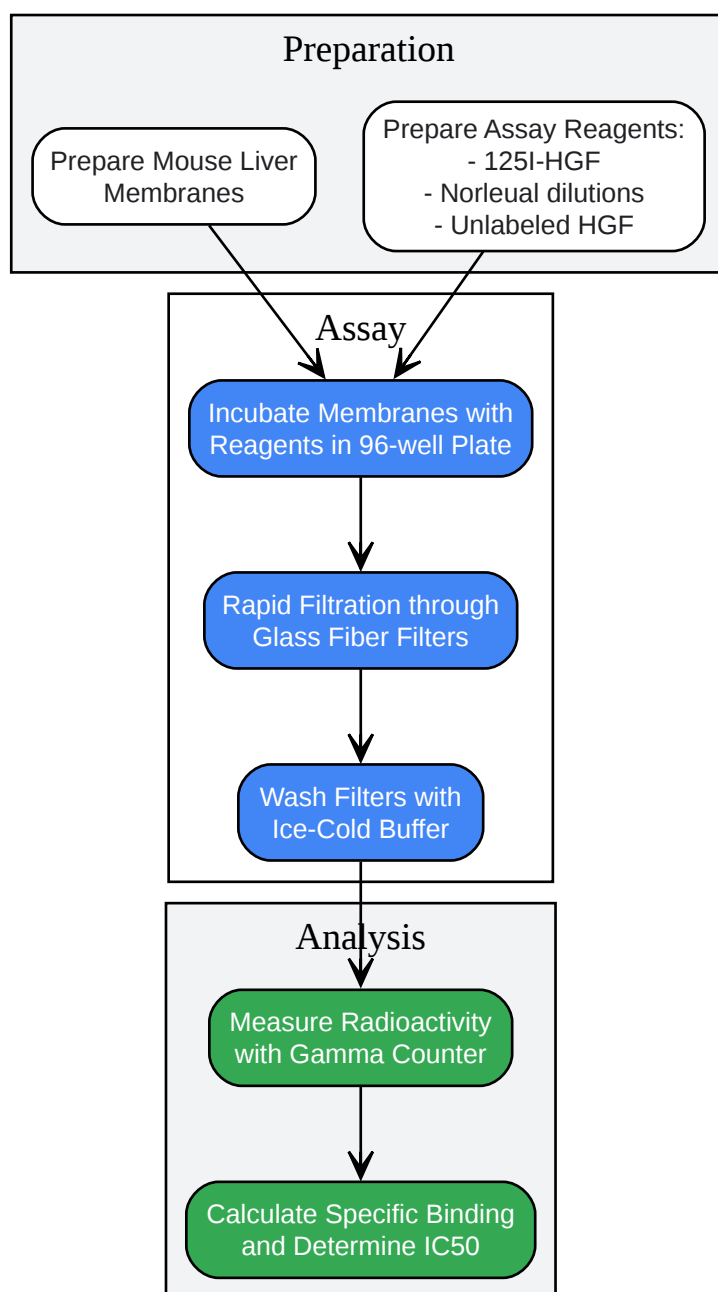 Preparation
Prepare Mouse Liver
Membranes
Prepare Assay Reagents:
- 125I-HGF
- Norleual dilutions
- Unlabeled HGF
Assay
Incubate Membranes with
Reagents in 96-well Plate
Rapid Filtration through
Glass Fiber Filters
Wash Filters with
Ice-Cold Buffer
Analysis
Measure Radioactivity
with Gamma Counter
Calculate Specific Binding
and Determine IC50